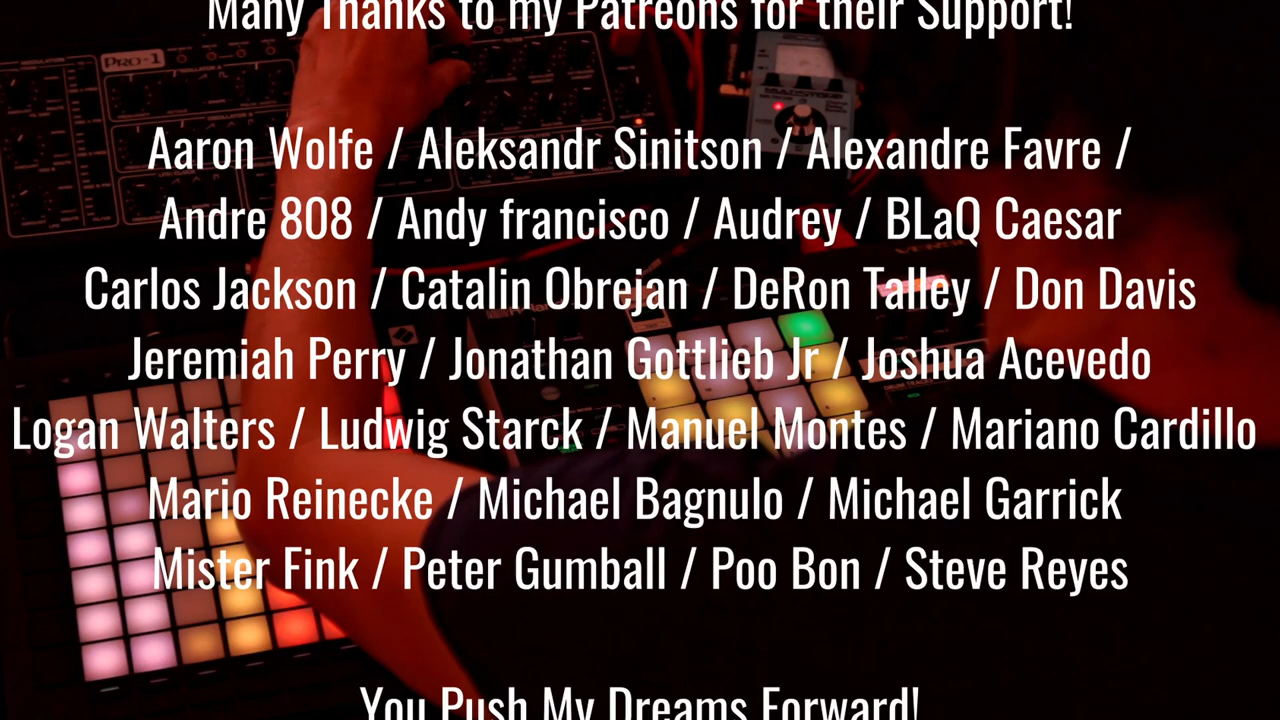 Many Thanks to my Patreons for their Support!
PRO-1
Aaron Wolfe / Aleksandr Sinitson / Alexandre Favre /
Andre 808 / Andy francisco / Audrey / BLaQ Caesar
Carlos Jackson / Catalin Obrejan / DeRon Talley / Don Davis
Jeremiah Perry / Jonathan Gottlieb Jr / Joshua Acevedo
Logan Walters / Ludwig Starck / Manuel Montes / Mariano Cardillo
Mario Reinecke / Michael Bagnulo / Michael Garrick
Mister Fink / Peter Gumball / Poo Bon / Steve Reyes
You Push My Dreams Forward!